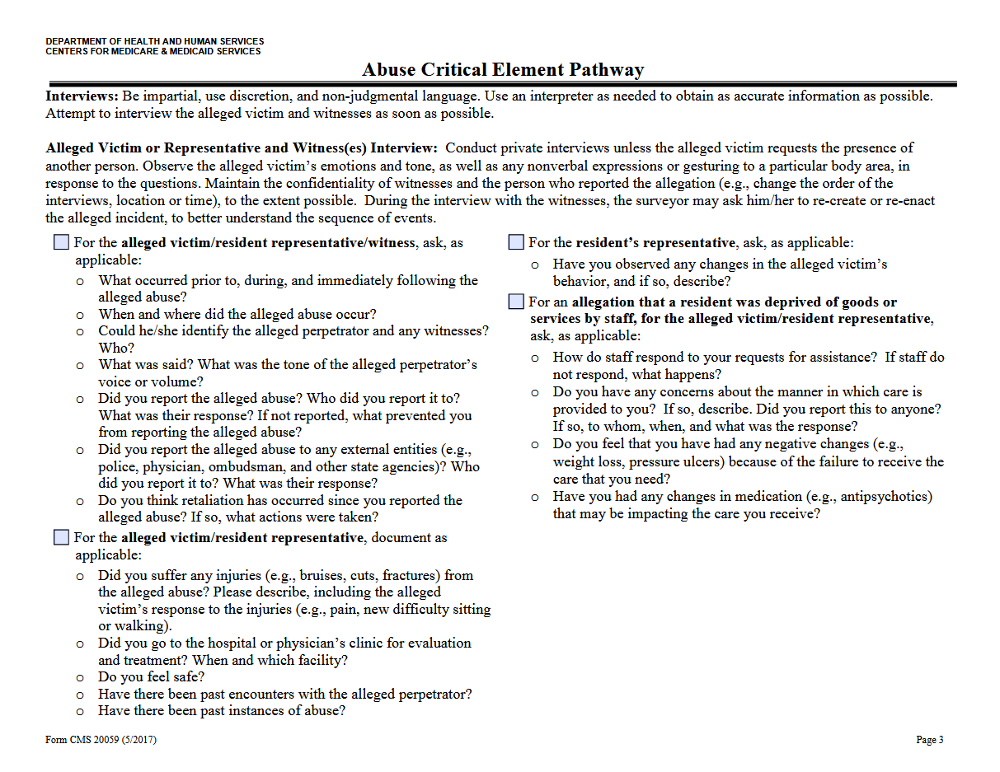 DEPARTMENT OF HEALTH AND HUMAN SERVICES
CENTERS FOR MEDICARE & MEDICAID SERVICES
Abuse Critical Element Pathway
Interviews: Be impartial, use discretion, and non-judgmental language. Use an interpreter as needed to obtain as accurate information as possible.
Attempt to interview the alleged victim and witnesses as soon as possible.
Alleged Victim or Representative and Witness(es) Interview:  Conduct private interviews unless the alleged victim requests the presence of
another person. Observe the alleged victim’s emotions and tone, as well as any nonverbal expressions or gesturing to a particular body area, in
response to the questions. Maintain the confidentiality of witnesses and the person who reported the allegation (e.g., change the order of the
interviews, location or time), to the extent possible.  During the interview with the witnesses, the surveyor may ask him/her to re-create or re-enact
the alleged incident, to better understand the sequence of events.
For the alleged victim/resident representative/witness, ask, as
applicable:
o What occurred prior to, during, and immediately following the
alleged abuse?
o When and where did the alleged abuse occur?
o Could he/she identify the alleged perpetrator and any witnesses?
Who?
o What was said? What was the tone of the alleged perpetrator’s
voice or volume?
o Did you report the alleged abuse? Who did you report it to?
What was their response? If not reported, what prevented you
from reporting the alleged abuse?
o Did you report the alleged abuse to any external entities (e.g.,
police, physician, ombudsman, and other state agencies)? Who
did you report it to? What was their response?
o Do you think retaliation has occurred since you reported the
alleged abuse? If so, what actions were taken?
For the alleged victim/resident representative, document as
applicable:
o Did you suffer any injuries (e.g., bruises, cuts, fractures) from
the alleged abuse? Please describe, including the alleged
victim’s response to the injuries (e.g., pain, new difficulty sitting
or walking).
o Did you go to the hospital or physician’s clinic for evaluation
and treatment? When and which facility?
o Do you feel safe?
o Have there been past encounters with the alleged perpetrator?
o Have there been past instances of abuse?
For the resident’s representative, ask, as applicable:
o Have you observed any changes in the alleged victim’s
behavior, and if so, describe?
For an allegation that a resident was deprived of goods or
services by staff, for the alleged victim/resident representative,
ask, as applicable:
o How do staff respond to your requests for assistance?  If staff do
not respond, what happens?
o Do you have any concerns about the manner in which care is
provided to you?  If so, describe. Did you report this to anyone?
If so, to whom, when, and what was the response?
o Do you feel that you have had any negative changes (e.g.,
weight loss, pressure ulcers) because of the failure to receive the
care that you need?
o Have you had any changes in medication (e.g., antipsychotics)
that may be impacting the care you receive?
Form CMS 20059 (5/2017)
Page 3